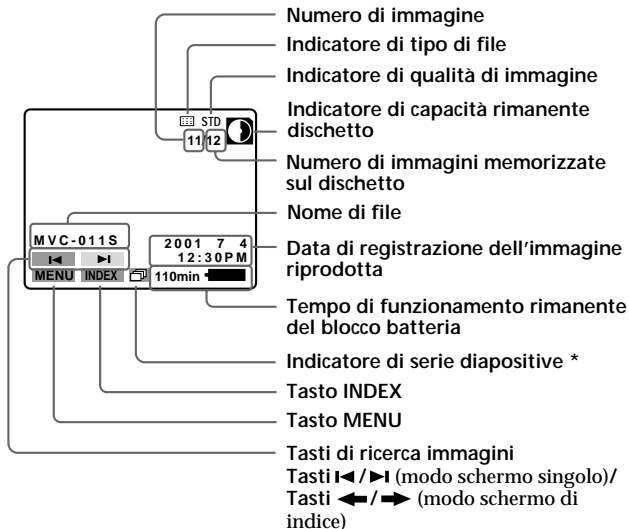 Numero di immagine
Indicatore di tipo di file
Indicatore di qualità di immagine
Indicatore di capacità rimanente
dischetto
Numero di immagini memorizzate
sul dischetto
Nome di file
Data di registrazione dell'immagine
riprodotta
Tempo di funzionamento rimanente
del blocco batteria
Indicatore di serie diapositive *
Tasto INDEX
Tasto MENU
Tasti di ricerca immagini
Tasti I◄/►I (modo schermo singolo)/
Tasti ←/→ (modo schermo di
indice)
STD
11/12
MVC-011S
2001 7 4
12:30PM
I◄ ►I
MENU INDEX 110min